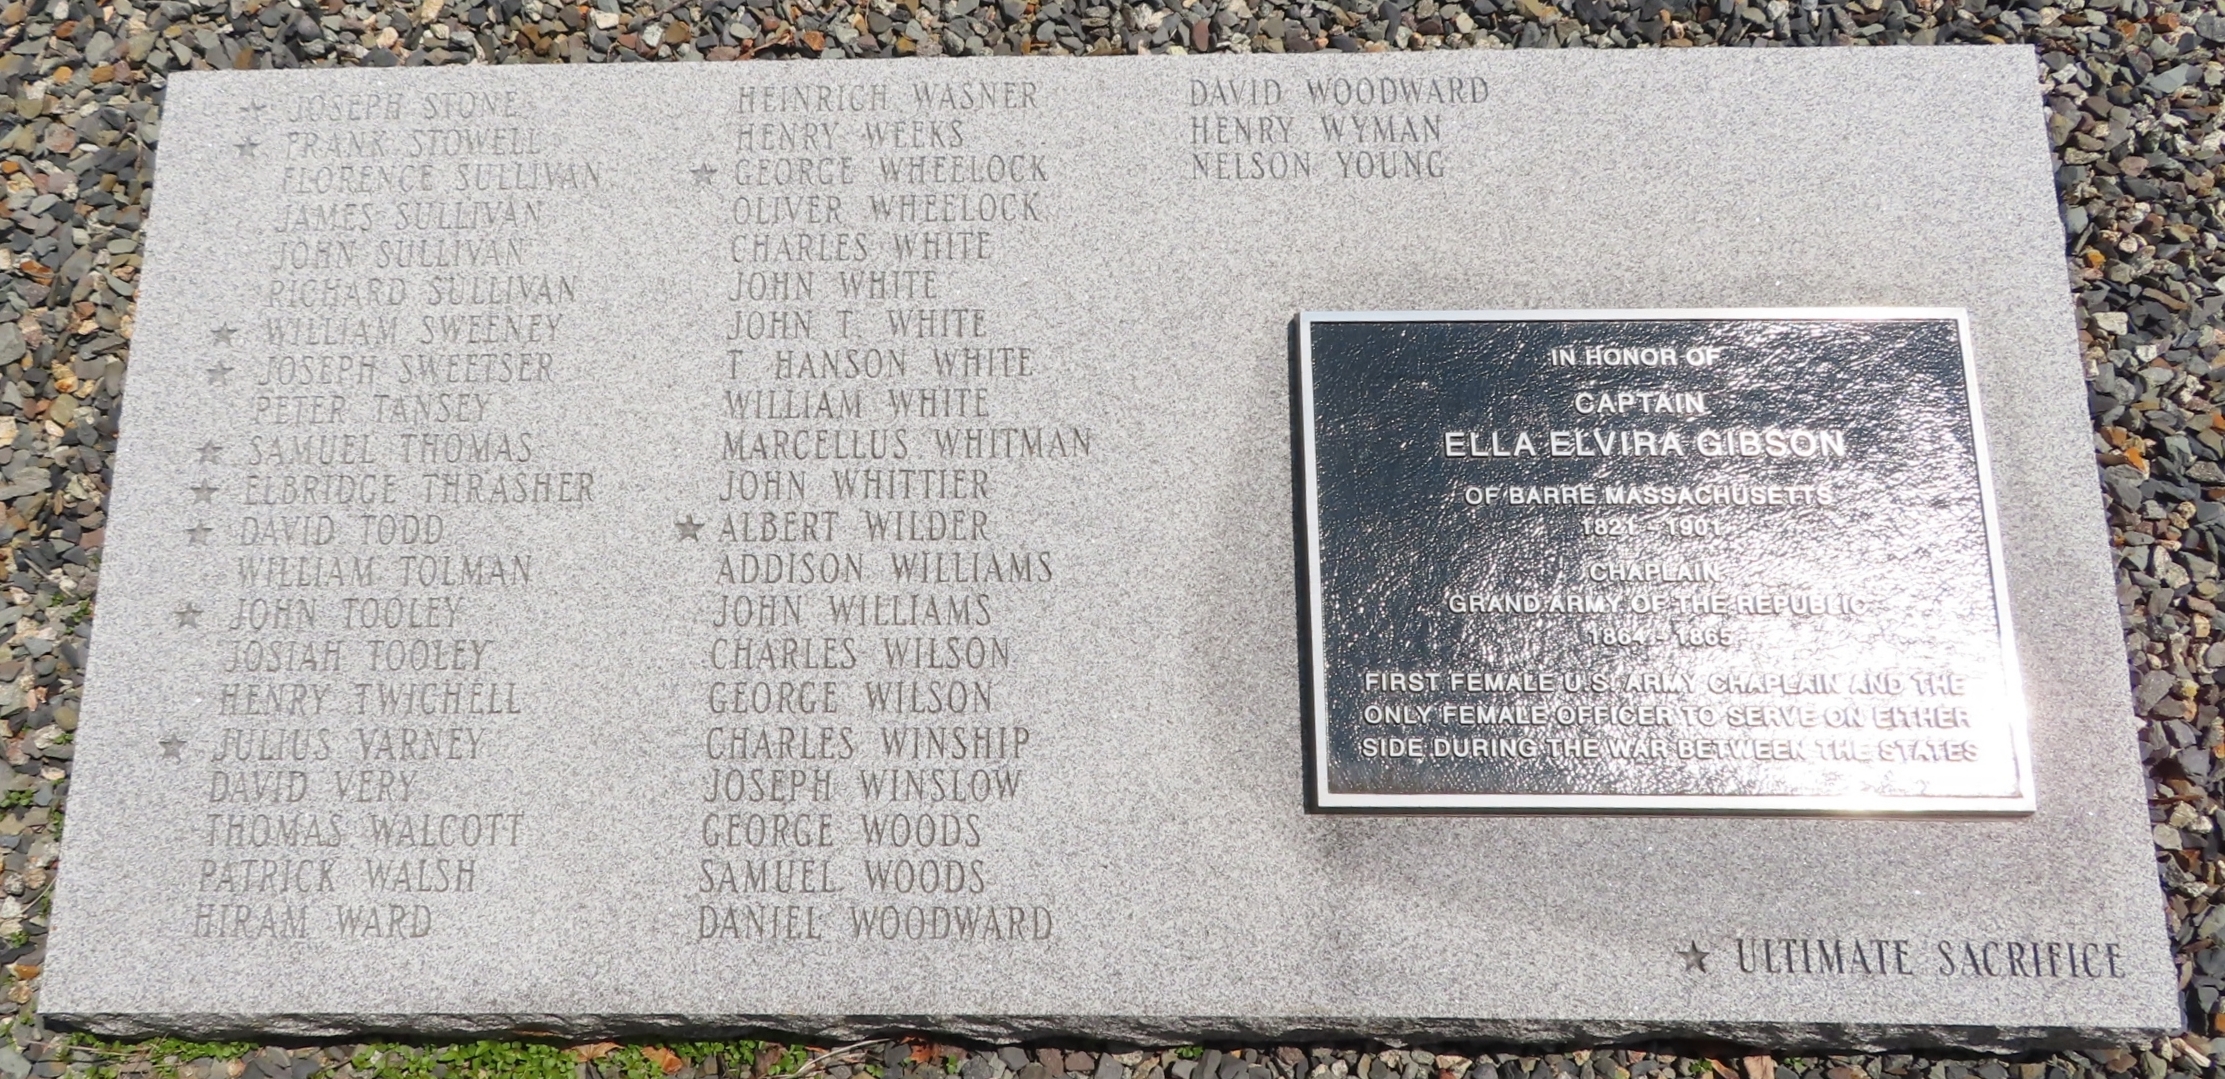 ★ JOSEPH STONE
★ FRANK STOWELL
FLORENCE SULLIVAN
JAMES SULLIVAN
JOHN SULLIVAN
RICHARD SULLIVAN
★ WILLIAM SWEENEY
★ JOSEPH SWEETSER
PETER TANSEY
★ SAMUEL THOMAS
★ ELBRIDGE THRASHER
★ DAVID TODD
WILLIAM TOLMAN
★ JOHN TOOLEY
JOSIAH TOOLEY
HENRY TWICHELL
★ JULIUS VARNEY
DAVID VERY
THOMAS WALCOTT
PATRICK WALSH
HIRAM WARD
HEINRICH WASNER
HENRY WEEKS
★ GEORGE WHEELOCK
OLIVER WHEELOCK
CHARLES WHITE
JOHN WHITE
JOHN T. WHITE
T HANSON WHITE
WILLIAM WHITE
MARCELLUS WHITMAN
JOHN WHITTIER
★ ALBERT WILDER
ADDISON WILLIAMS
JOHN WILLIAMS
CHARLES WILSON
GEORGE WILSON
CHARLES WINSHIP
JOSEPH WINSLOW
GEORGE WOODS
SAMUEL WOODS
DANIEL WOODWARD
DAVID WOODWARD
HENRY WYMAN
NELSON YOUNG
IN HONOR OF
CAPTAIN
ELLA ELVIRA GIBSON
OF BARRE MASSACHUSETTS
1821 - 1901
CHAPLAIN
GRAND ARMY OF THE REPUBLIC
1864 - 1865
FIRST FEMALE U.S. ARMY CHAPLAIN AND THE
ONLY FEMALE OFFICER TO SERVE ON EITHER
SIDE DURING THE WAR BETWEEN THE STATES
★ ULTIMATE SACRIFICE